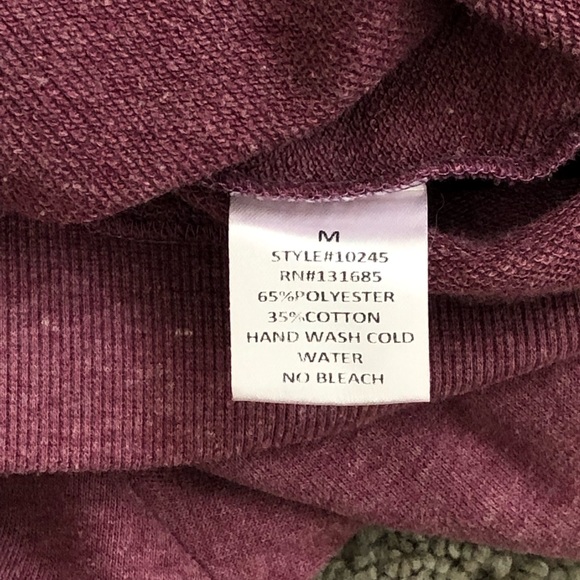 M
STYLE#10245
RN#131685
65%POLYESTER
35%COTTON
HAND WASH COLD
WATER
NO BLEACH